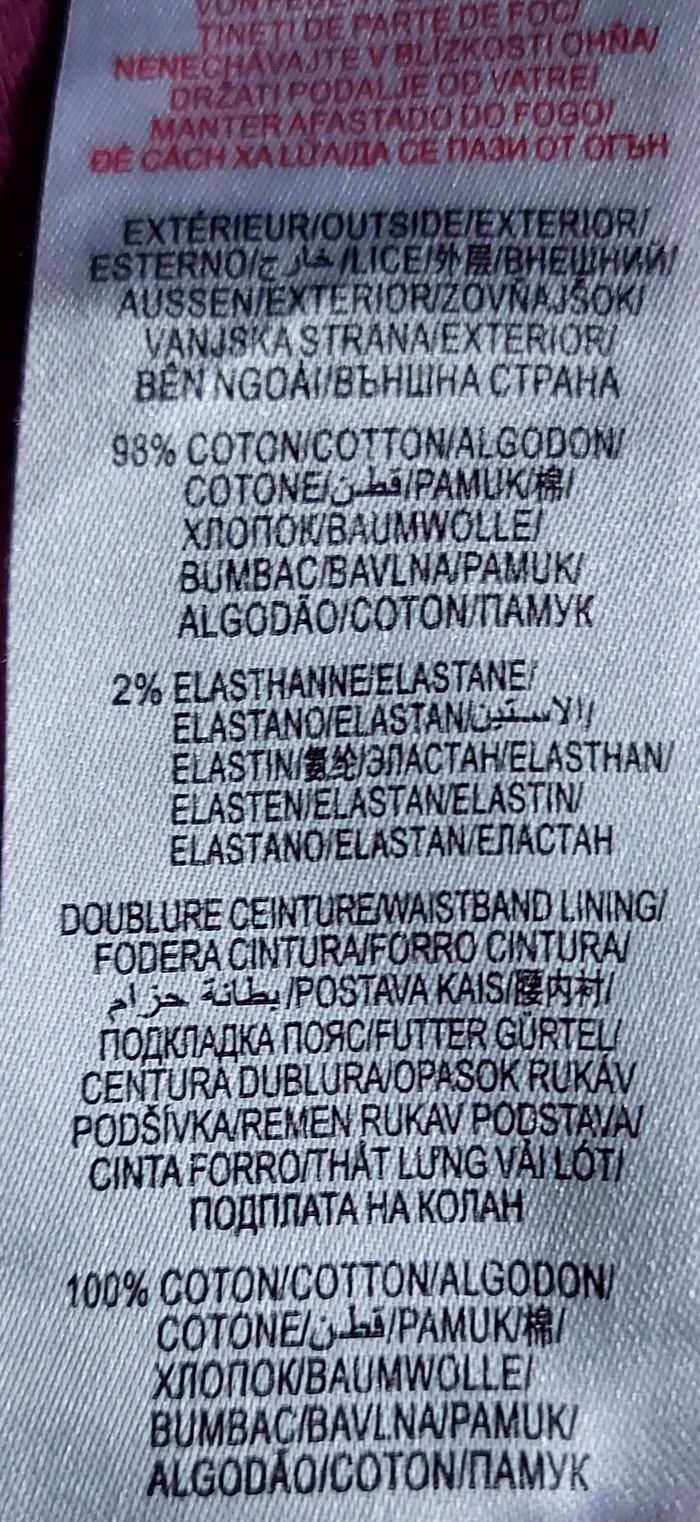 ȚINEȚI DE PARTE DE FOC/
NENECHÁVAJTE V BLÍZKOSTI OHŇA/
DRŽATI PODALJE OD VATRE/
MANTER AFASTADO DO FOGO/
ĐÊ CÁCH XA LỬA/ДА СЕ ПАЗИ ОТ ОГЪН
EXTÉRIEUR/OUTSIDE/EXTERIOR/
ESTERNO/خارج/LICE/外层/ВНЕШНИЙ/
AUSSEN/EXTERIOR/ZOVŇAJŠOK/
VANJSKA STRANA/EXTERIOR/
BÊN NGOÀI/ВЪНШНА СТРАНА
98% COTON/COTTON/ALGODON/
COTONE/قطن/PAMUK/棉/
ХЛОПОК/BAUMWOLLE/
BUMBAC/BAVLNA/PAMUK/
ALGODÃO/COTON/ПАМУК
2% ELASTHANNE/ELASTANE/
ELASTANO/ELASTAN/الاستين/
ELASTIN/氨纶/ЭЛАСТАН/ELASTHAN/
ELASTEN/ELASTAN/ELASTIN/
ELASTANO/ELASTAN/ЕЛАСТАН
DOUBLURE CEINTURE/WAISTBAND LINING/
FODERA CINTURA/FORRO CINTURA/
بطانة حزام/POSTAVA KAIS/腰内衬/
ПОДКЛАДКА ПОЯС/FUTTER GÜRTEL/
CENTURA DUBLURA/OPASOK RUKÁV
PODŠÍVKA/REMEN RUKAV PODSTAVA/
CINTA FORRO/THẮT LƯNG VẢI LÓT/
ПОДПЛАТА НА КОЛАН
100% COTON/COTTON/ALGODON/
COTONE/قطن/PAMUK/棉/
ХЛОПОК/BAUMWOLLE/
BUMBAC/BAVLNA/PAMUK/
ALGODÃO/COTON/ПАМУК